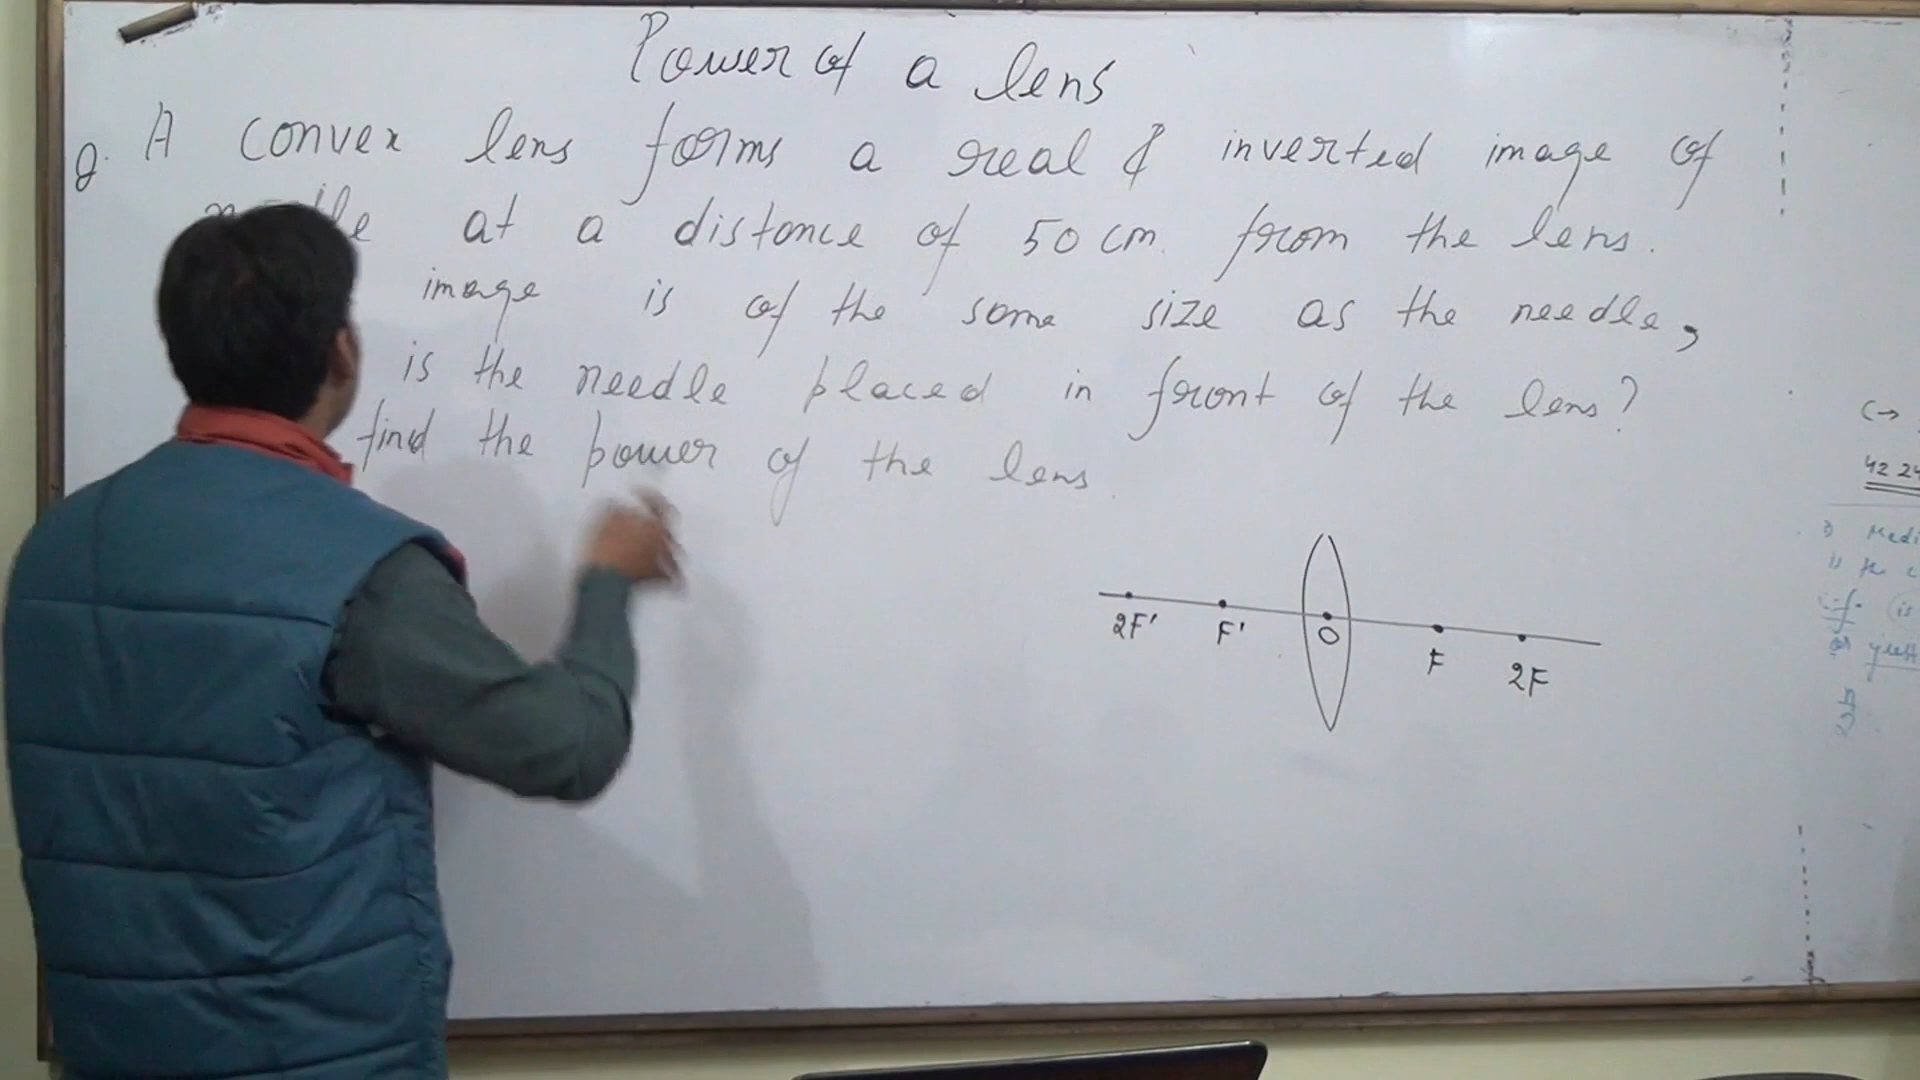 Power of a lens
Q. A convex lens forms a real & inverted image of
at a distance of 50 cm from the lens.
image is of the same size as the needle,
is the needle placed in front of the lens?
find the power of the lens.
2F' F' O F 2F
C→
42 24